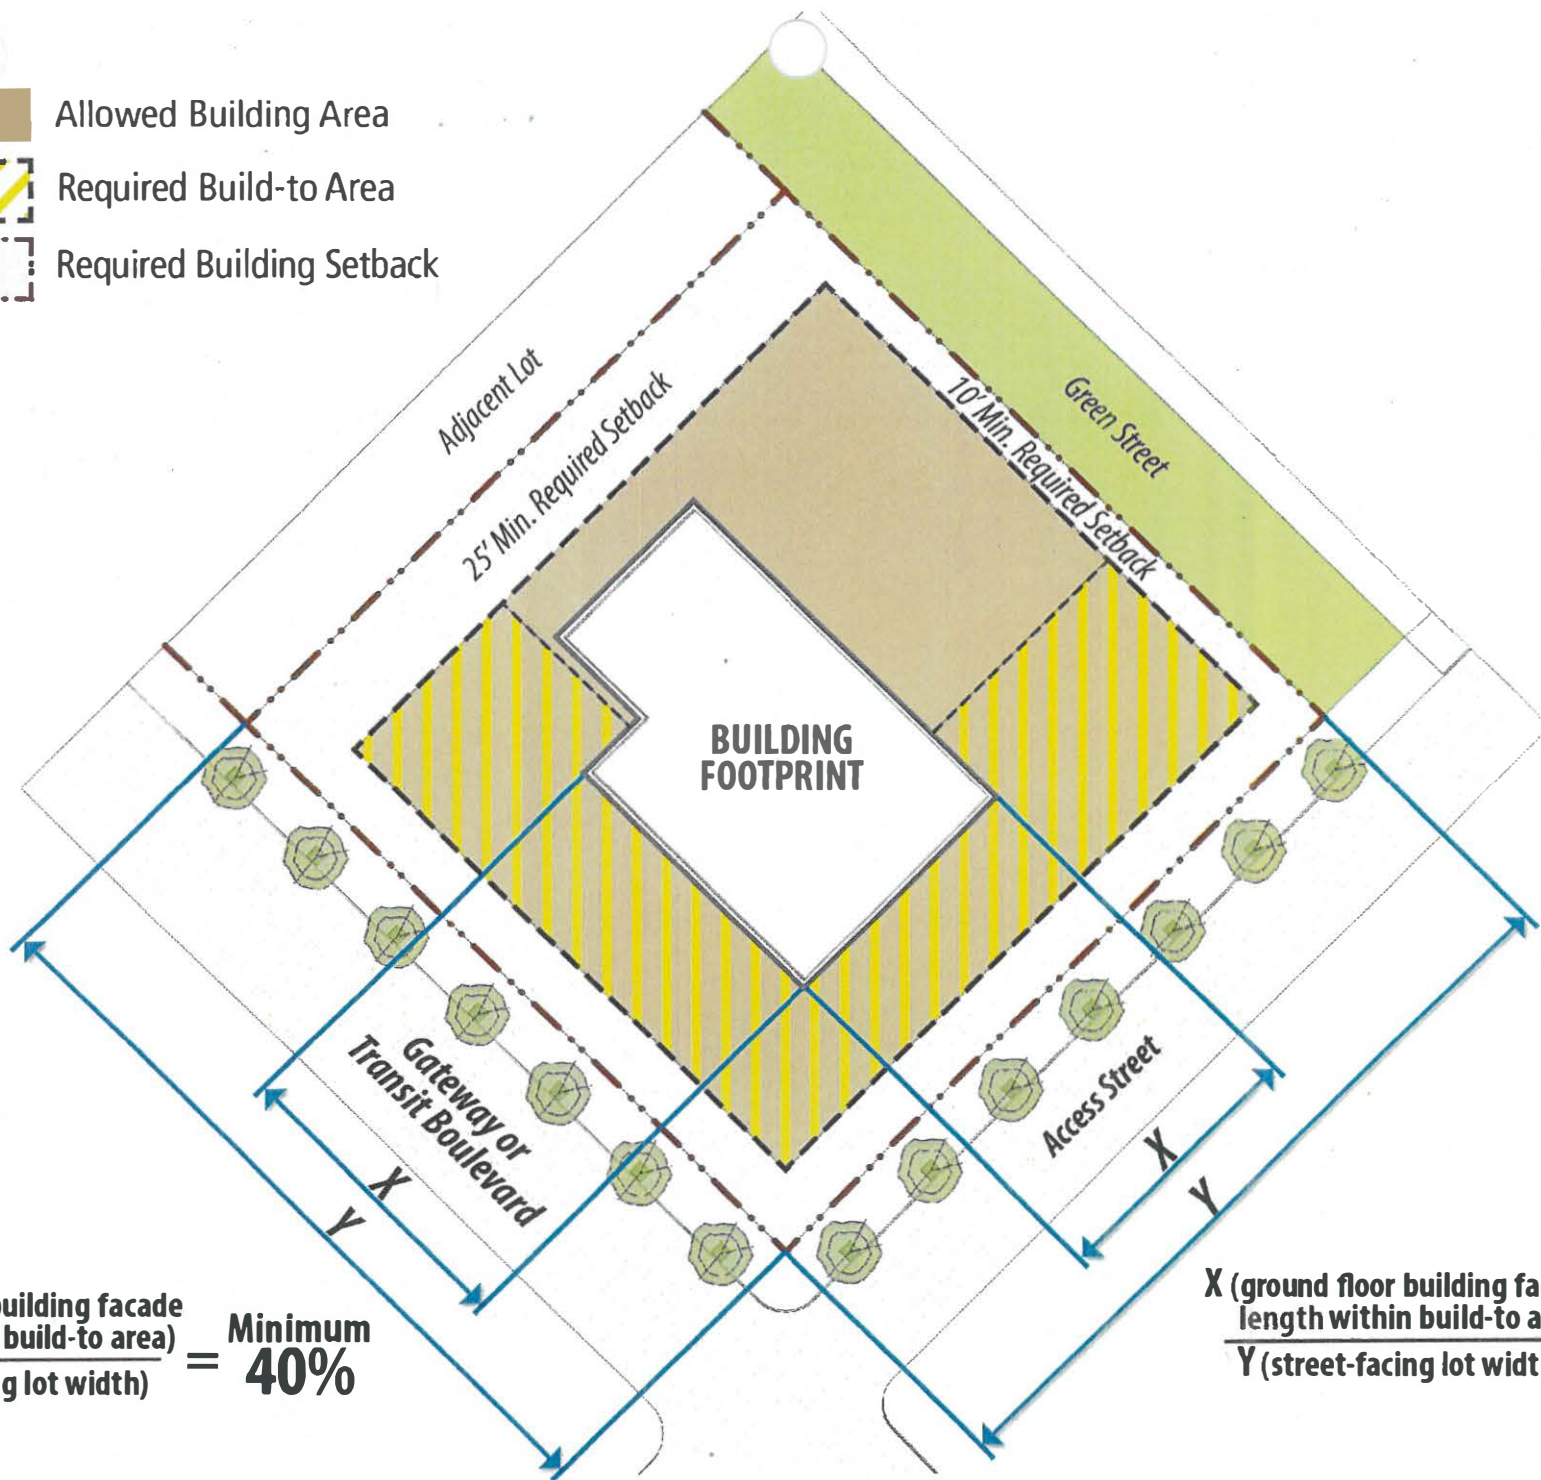 Allowed Building Area
Required Build-to Area
Required Building Setback
Adjacent Lot
25' Min. Required Setback
10' Min. Required Setback
Green Street
BUILDING
FOOTPRINT
Gateway or
Transit Boulevard
Access Street
X
Y
X
Y
building facade
build-to area)
g lot width)
=
Minimum
40%
X (ground floor building fa
length within build-to a
Y (street-facing lot widt